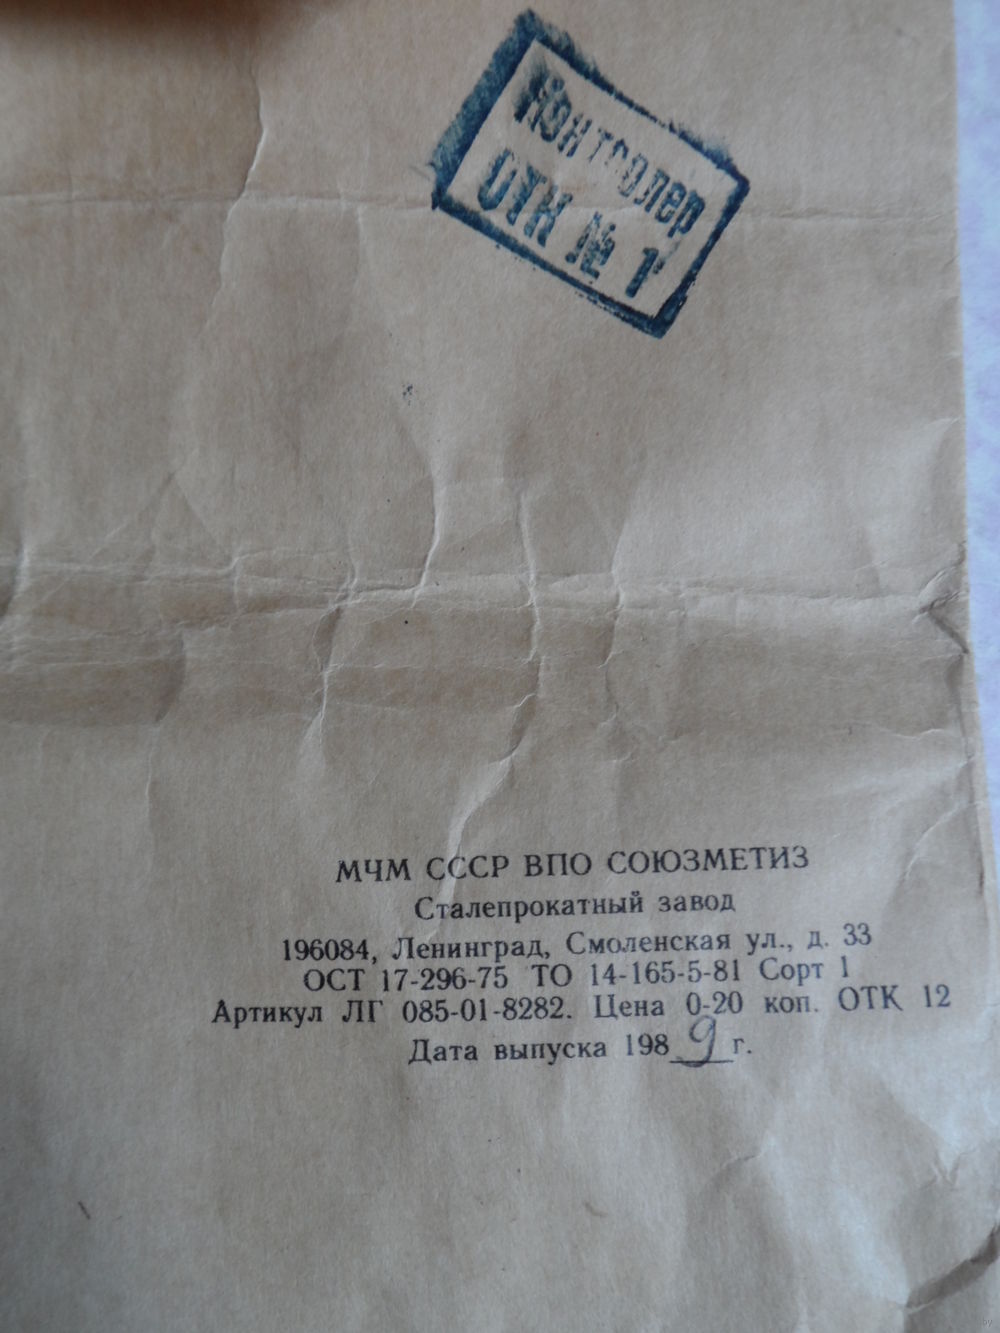 Контролер
ОТК № 1
МЧМ СССР ВПО СОЮЗМЕТИЗ
Сталепрокатный завод
196084, Ленинград, Смоленская ул., д. 33
ОСТ 17-296-75 ТО 14-165-5-81 Сорт 1
Артикул ЛГ 085-01-8282. Цена 0-20 коп. ОТК 12
Дата выпуска 1989 г.
by